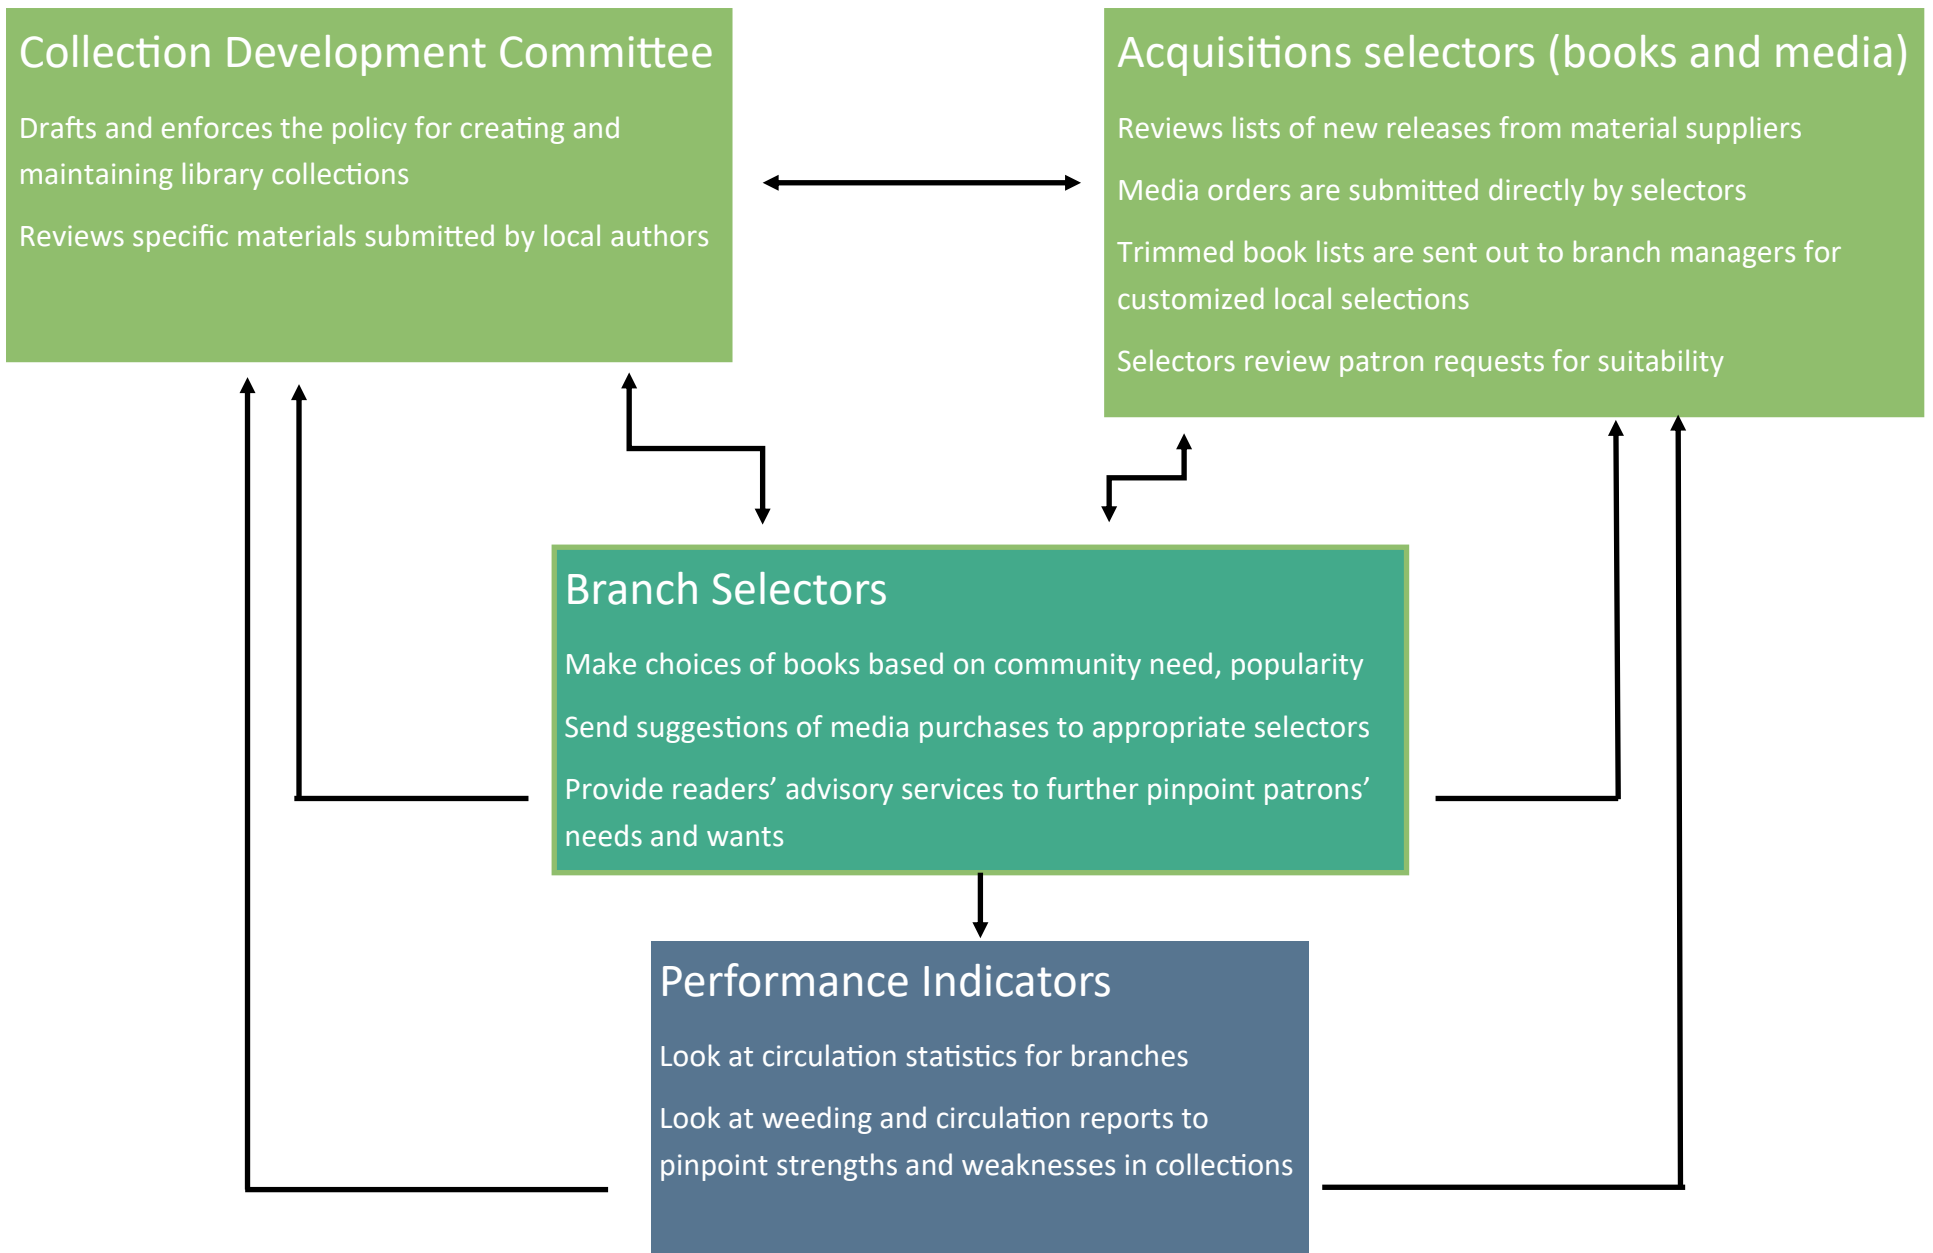 Collection Development Committee
Drafts and enforces the policy for creating and
maintaining library collections
Reviews specific materials submitted by local authors
Acquisitions selectors (books and media)
Reviews lists of new releases from material suppliers
Media orders are submitted directly by selectors
Trimmed book lists are sent out to branch managers for
customized local selections
Selectors review patron requests for suitability
Branch Selectors
Make choices of books based on community need, popularity
Send suggestions of media purchases to appropriate selectors
Provide readers’ advisory services to further pinpoint patrons’
needs and wants
Performance Indicators
Look at circulation statistics for branches
Look at weeding and circulation reports to
pinpoint strengths and weaknesses in collections